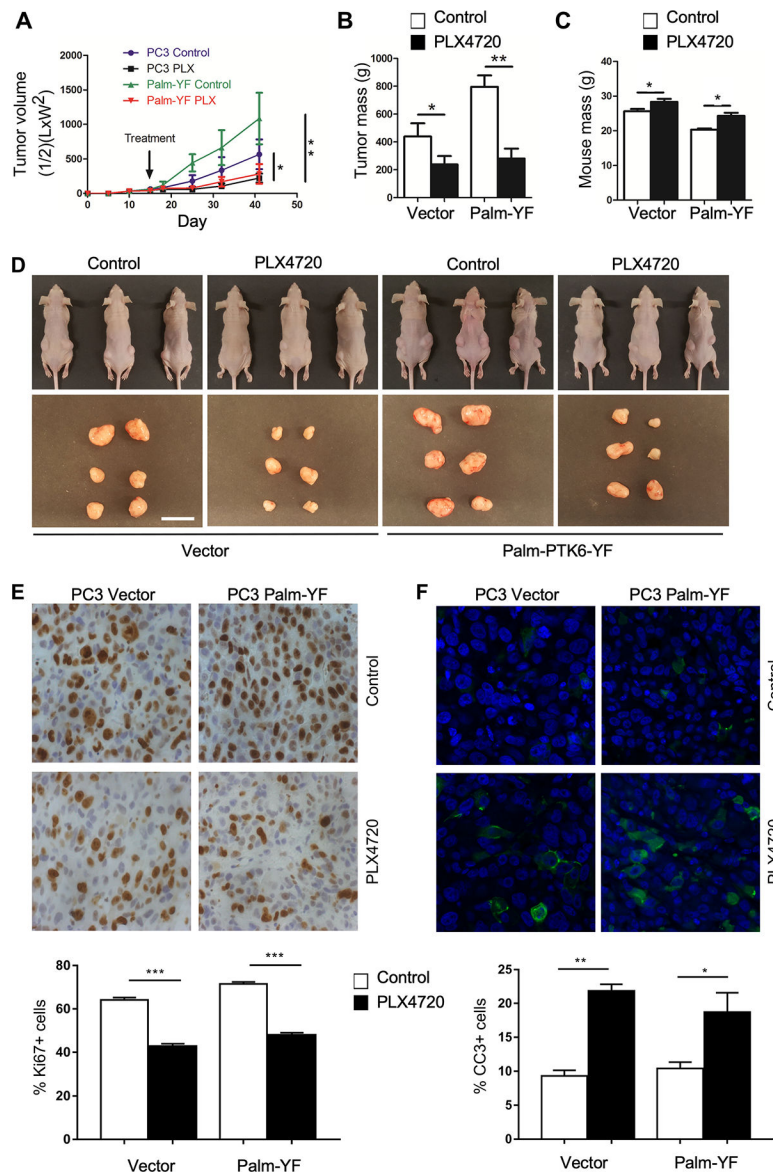 A
Tumor volume
(1/2)(LxW²)
2000
1500
1000
500
0
PC3 Control
PC3 PLX
Palm-YF Control
Palm-YF PLX
Treatment
*
**
0 10 20 30 40 50
Day
B
Control
PLX4720
Tumor mass (g)
1000
800
600
400
200
0
*
**
Vector Palm-YF
C
Control
PLX4720
Mouse mass (g)
40
30
20
10
0
*
*
Vector Palm-YF
D
Control PLX4720 Control PLX4720
Vector Palm-PTK6-YF
E
PC3 Vector PC3 Palm-YF
Control
PLX4720
% Ki67+ cells
80
60
40
20
0
***
***
Vector Palm-YF
Control
PLX4720
F
PC3 Vector PC3 Palm-YF
Control
PLX4720
% CC3+ cells
25
20
15
10
5
0
**
*
Vector Palm-YF